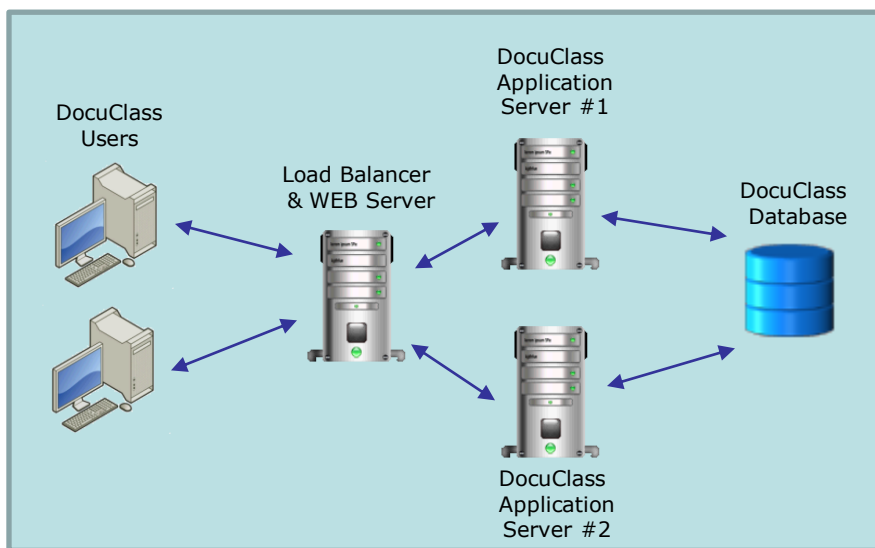 DocuClass
Users
Load Balancer
& WEB Server
DocuClass
Application
Server #1
DocuClass
Database
DocuClass
Application
Server #2